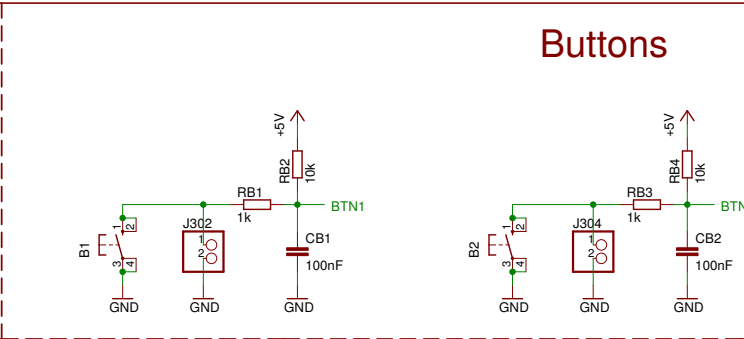 Buttons
+5V
RB2
10k
RB1
1k
BTN1
J302
1
2
B1
1
2
3
4
CB1
100nF
GND
GND
GND
+5V
RB4
10k
RB3
1k
BTN
J304
1
2
B2
1
2
3
4
CB2
100nF
GND
GND
GND